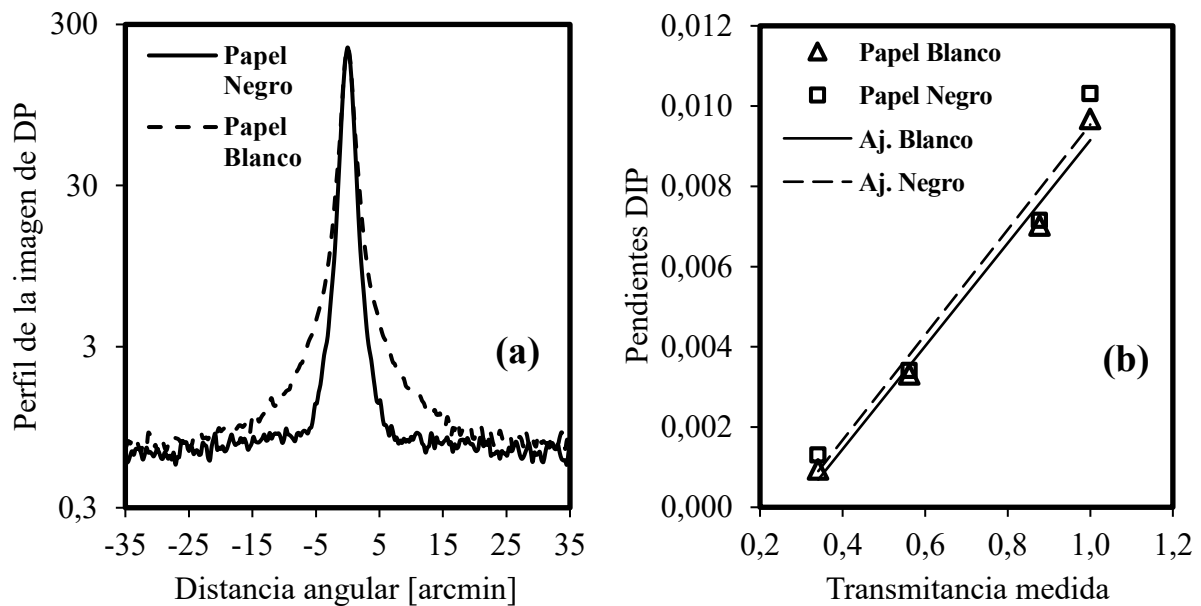 300
30
3
0,3
Perfil de la imagen de DP
Papel
Negro
Papel
Blanco
(a)
-35 -25 -15 -5 5 15 25 35
Distancia angular [arcmin]
0,012
0,010
0,008
0,006
0,004
0,002
0,000
Pendientes DIP
Papel Blanco
Papel Negro
Aj. Blanco
Aj. Negro
(b)
0,2 0,4 0,6 0,8 1,0 1,2
Transmitancia medida